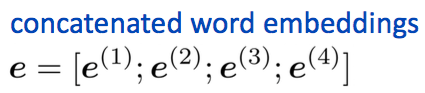 concatenated word embeddings
e = [e⁽¹⁾; e⁽²⁾; e⁽³⁾; e⁽⁴⁾]